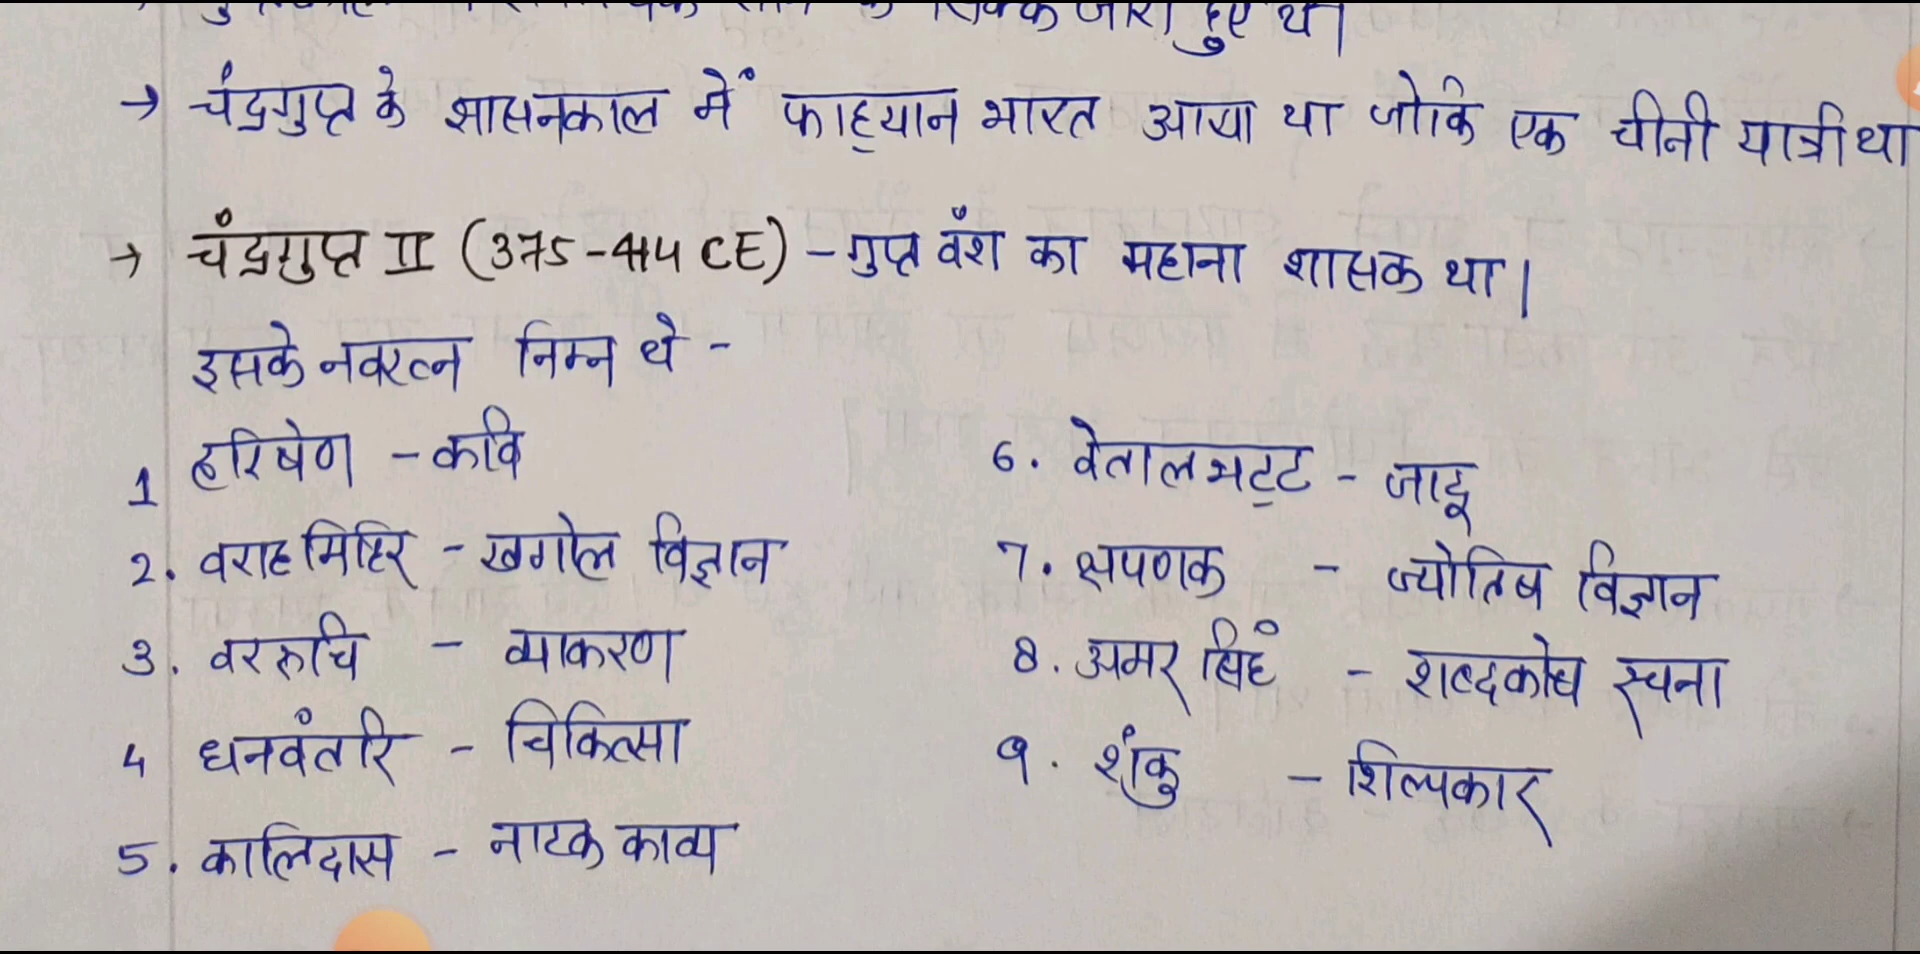 जारी हुए थे।
→ चंद्रगुप्त के शासनकाल में फाह्यान भारत आया था जोकि एक चीनी यात्री था
→ चंद्रगुप्त II (375-414 CE) - गुप्त वंश का महाना शासक था।
इसके नवरत्न निम्न थे -
1 हरिषेण - कवि
2. वराहमिहिर - खगोल विज्ञान
3. वररुचि - व्याकरण
4 धनवंतरि - चिकित्सा
5. कालिदास - नाटक काव्य
6. वेतालभट्ट - जादू
7. क्षपणक - ज्योतिष विज्ञान
8. अमर सिहं - शब्दकोष रचना
9. शंकु - शिल्पकार